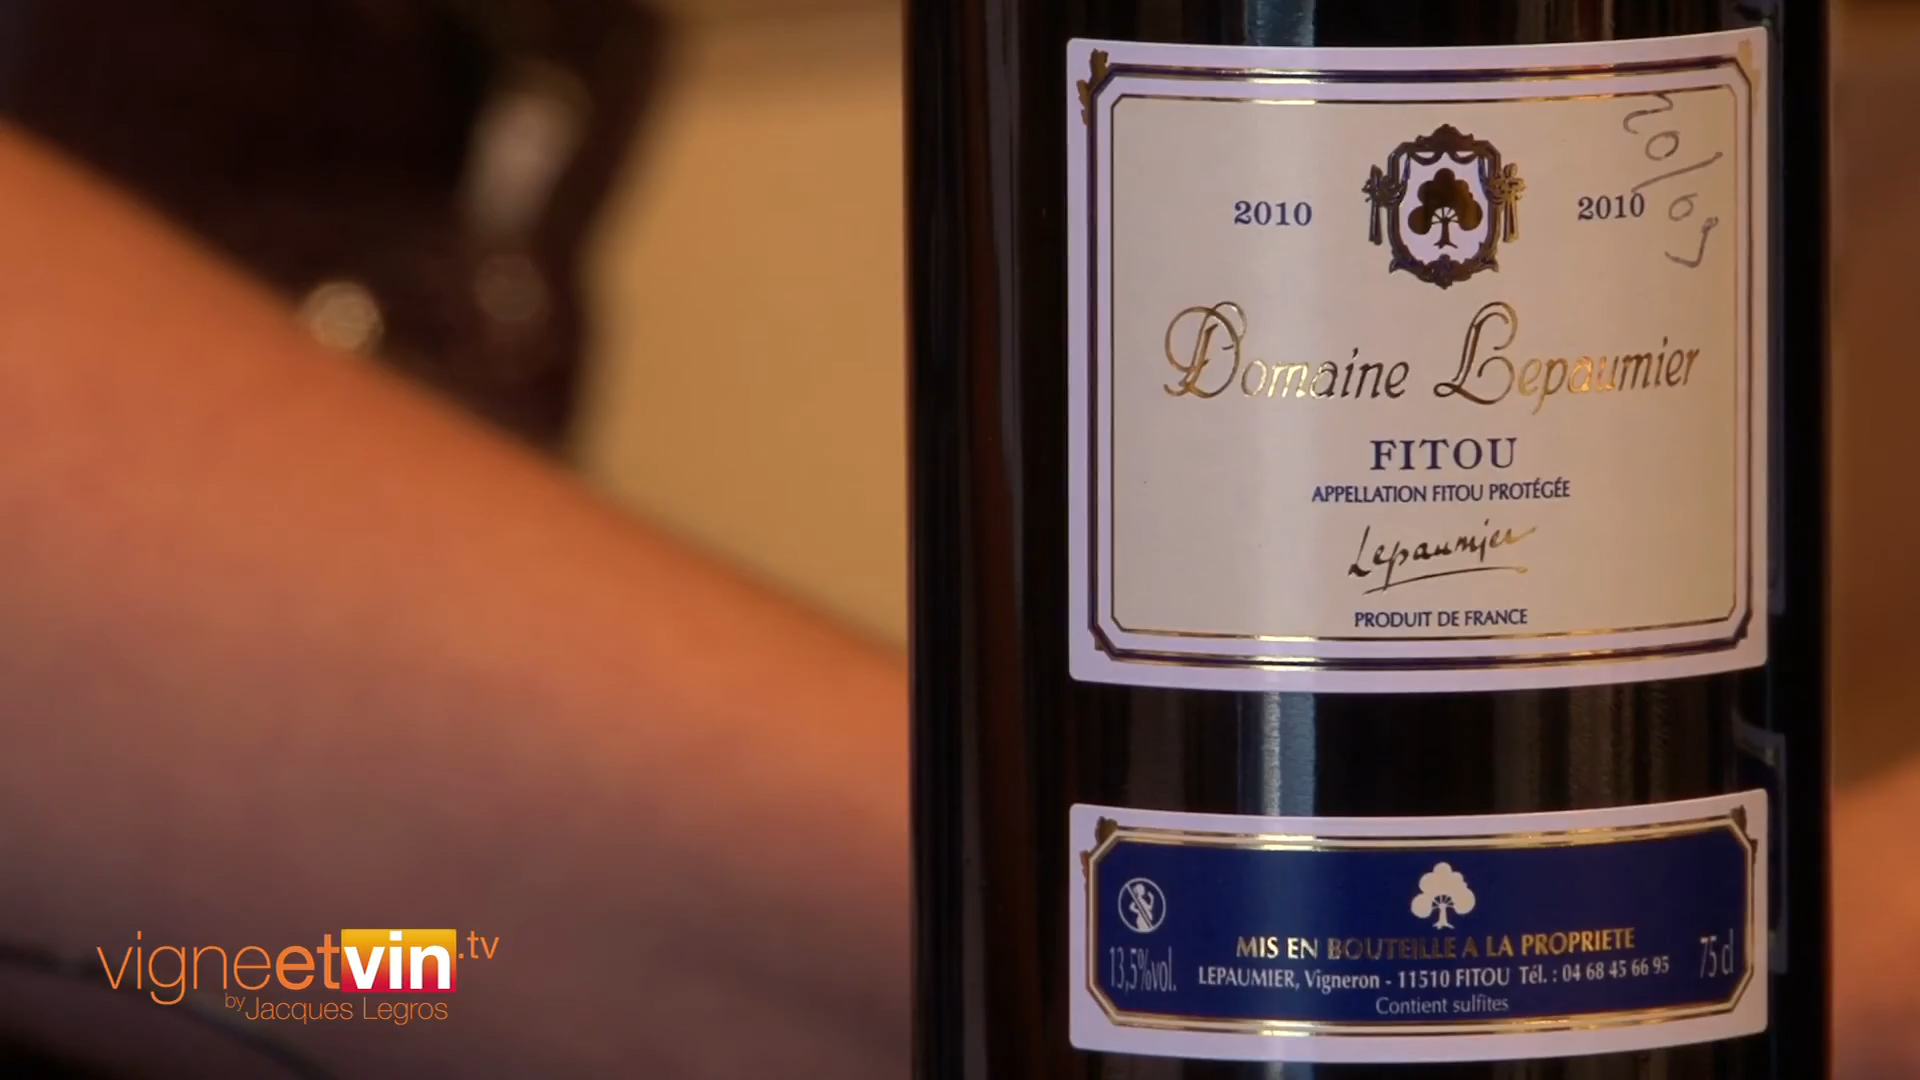 2010 2010
Domaine Lepaumier
FITOU
APPELLATION FITOU PROTÉGÉE
Lepaumier
PRODUIT DE FRANCE
MIS EN BOUTEILLE A LA PROPRIETE
13,5%vol. LEPAUMIER, Vigneron - 11510 FITOU Tél. : 04 68 45 66 95 75 cl
Contient sulfites
vigneetvin.tv
by Jacques Legros